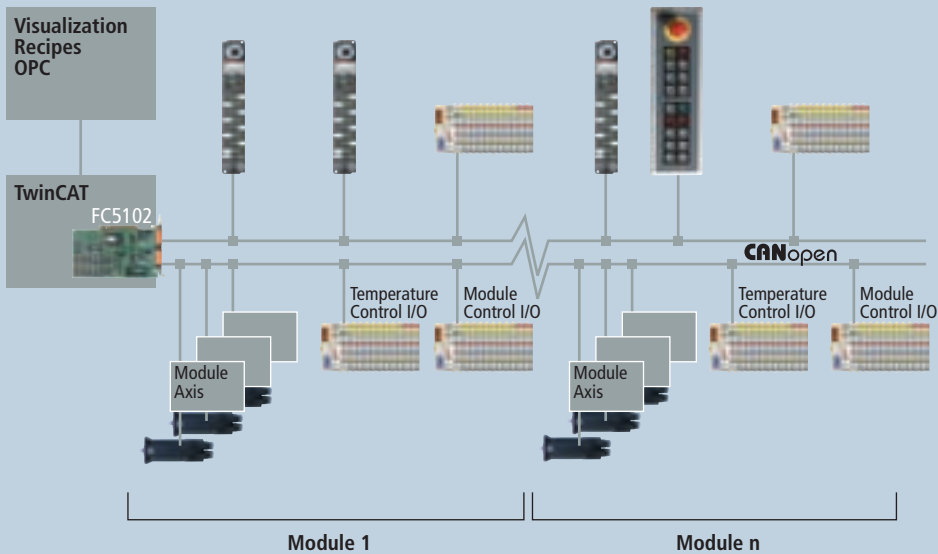 Visualization
Recipes
OPC
TwinCAT
FC5102
CANopen
Temperature
Control I/O
Module
Control I/O
Temperature
Control I/O
Module
Control I/O
Module
Axis
Module
Axis
Module 1
Module n